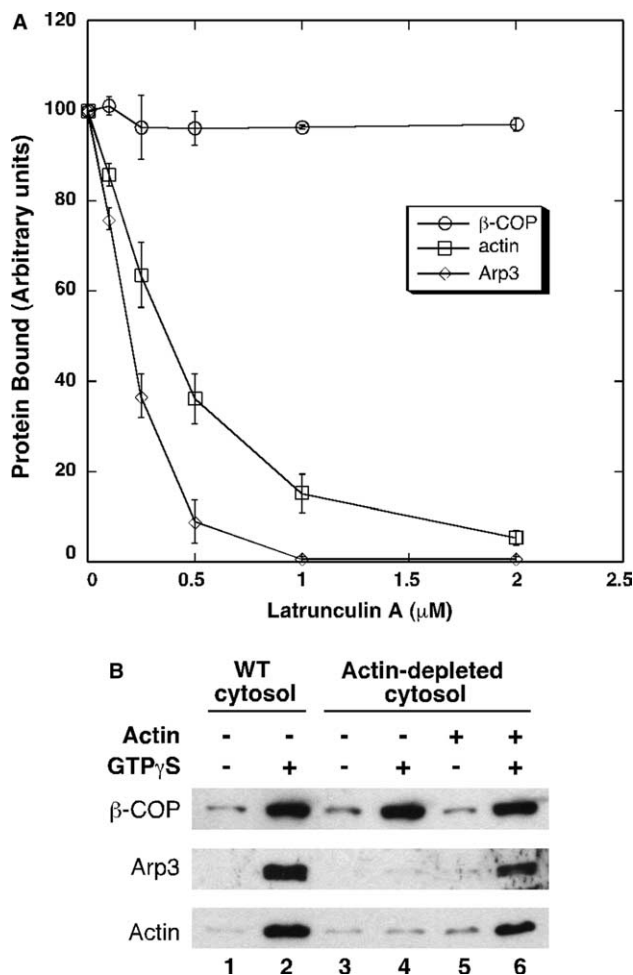 A
120
100
80
60
40
20
0
Protein Bound (Arbitrary units)
β-COP
actin
Arp3
0 0.5 1 1.5 2 2.5
Latrunculin A (μM)
B
WT cytosol
Actin-depleted cytosol
Actin - - - - + +
GTPγS - + - + - +
β-COP
Arp3
Actin
1 2 3 4 5 6